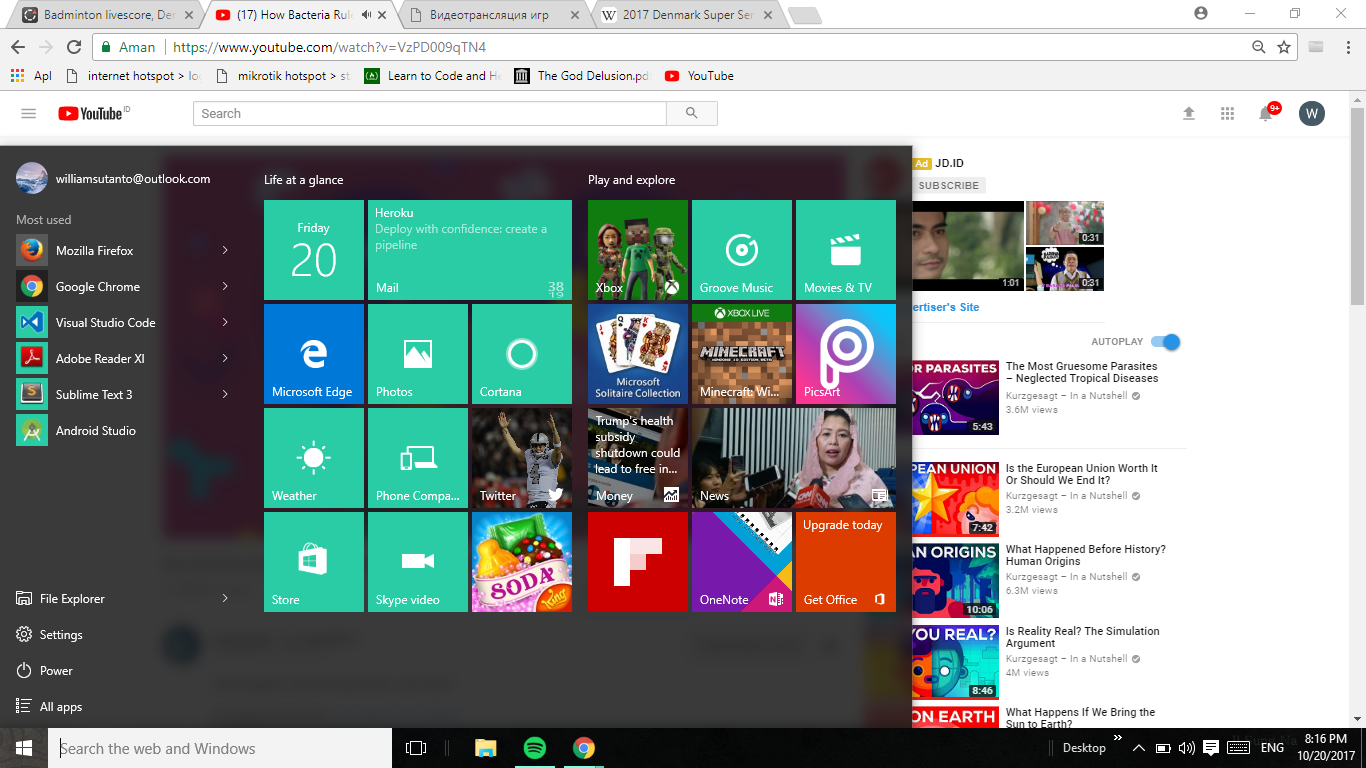 Badminton livescore, Der
(17) How Bacteria Rul
Видеотрансляция игр
2017 Denmark Super Ser
Aman
https://www.youtube.com/watch?v=VzPD009qTN4
Apl
internet hotspot > lo
mikrotik hotspot > st
Learn to Code and He
The God Delusion.pd
YouTube
YouTube ID
Search
9+
W
williamsutanto@outlook.com
Most used
Mozilla Firefox
Google Chrome
Visual Studio Code
Adobe Reader XI
Sublime Text 3
Android Studio
File Explorer
Settings
Power
All apps
Life at a glance
Friday
20
Heroku
Deploy with confidence: create a
pipeline
Mail
38
Microsoft Edge
Photos
Cortana
Weather
Phone Compa...
Twitter
Store
Skype video
SODA
King
Play and explore
Xbox
Groove Music
Movies & TV
Microsoft
Solitaire Collection
XBOX LIVE
MINECRAFT
Minecraft: Wi...
PicsArt
Trump's health
subsidy
shutdown could
lead to free in...
Money
News
OneNote
Upgrade today
Get Office
Ad JD.ID
SUBSCRIBE
1:01
0:31
0:31
ertiser's Site
AUTOPLAY
R PARASITES
5:43
The Most Gruesome Parasites
– Neglected Tropical Diseases
Kurzgesagt – In a Nutshell
3.6M views
PEAN UNION
7:42
Is the European Union Worth It
Or Should We End It?
Kurzgesagt – In a Nutshell
3.2M views
AN ORIGINS
10:06
What Happened Before History?
Human Origins
Kurzgesagt – In a Nutshell
6.3M views
YOU REAL?
8:46
Is Reality Real? The Simulation
Argument
Kurzgesagt – In a Nutshell
4M views
ON EARTH
What Happens If We Bring the
Sun to Earth?
Search the web and Windows
Desktop
ENG
8:16 PM
10/20/2017